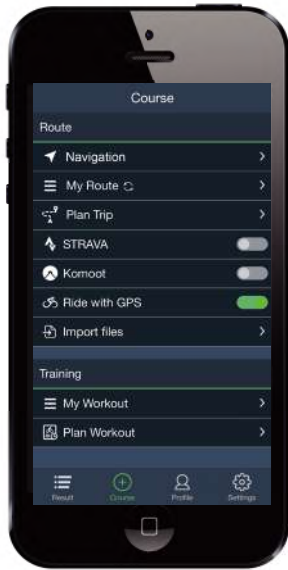 Course
Route
Navigation
My Route
Plan Trip
STRAVA
Komoot
Ride with GPS
Import files
Training
My Workout
Plan Workout
Result
Course
Profile
Settings